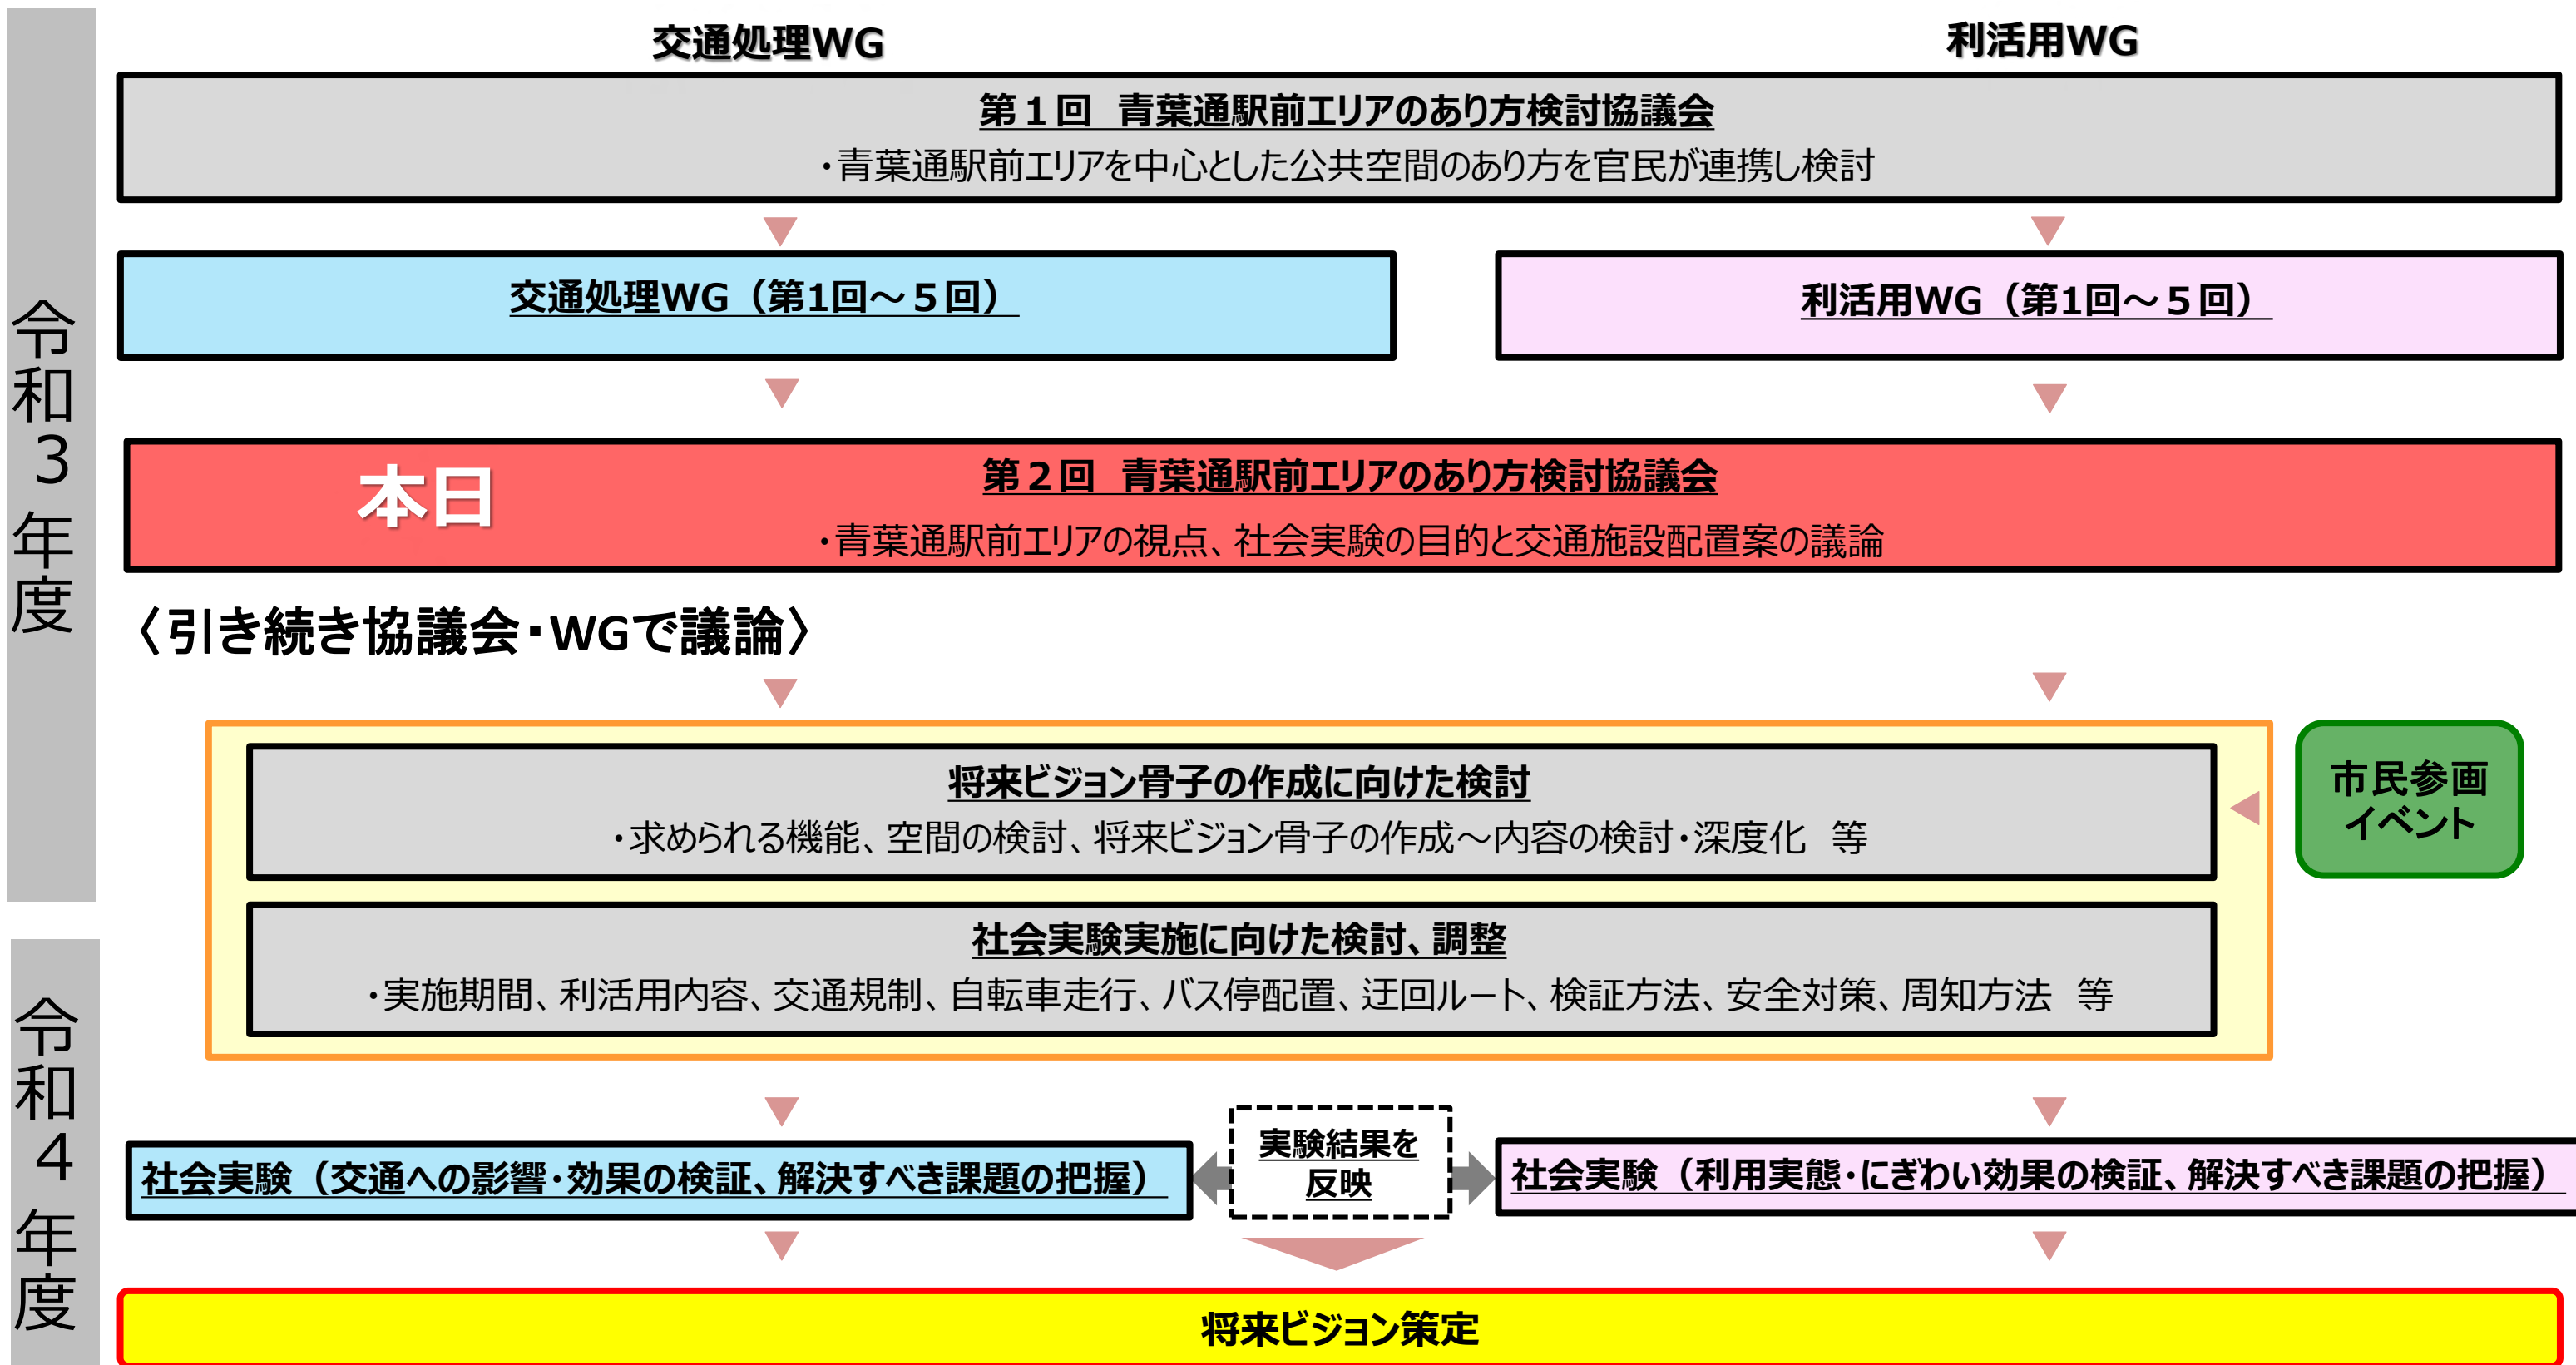 交通処理WG
利活用WG
令和３年度
第１回　青葉通駅前エリアのあり方検討協議会
・青葉通駅前エリアを中心とした公共空間のあり方を官民が連携し検討
交通処理WG（第1回～５回）
利活用WG（第1回～５回）
本日
第２回　青葉通駅前エリアのあり方検討協議会
・青葉通駅前エリアの視点、社会実験の目的と交通施設配置案の議論
〈引き続き協議会・WGで議論〉
将来ビジョン骨子の作成に向けた検討
・求められる機能、空間の検討、将来ビジョン骨子の作成～内容の検討・深度化　等
市民参画
イベント
令和４年度
社会実験実施に向けた検討、調整
・実施期間、利活用内容、交通規制、自転車走行、バス停配置、迂回ルート、検証方法、安全対策、周知方法　等
社会実験（交通への影響・効果の検証、解決すべき課題の把握）
実験結果を
反映
社会実験（利用実態・にぎわい効果の検証、解決すべき課題の把握）
将来ビジョン策定